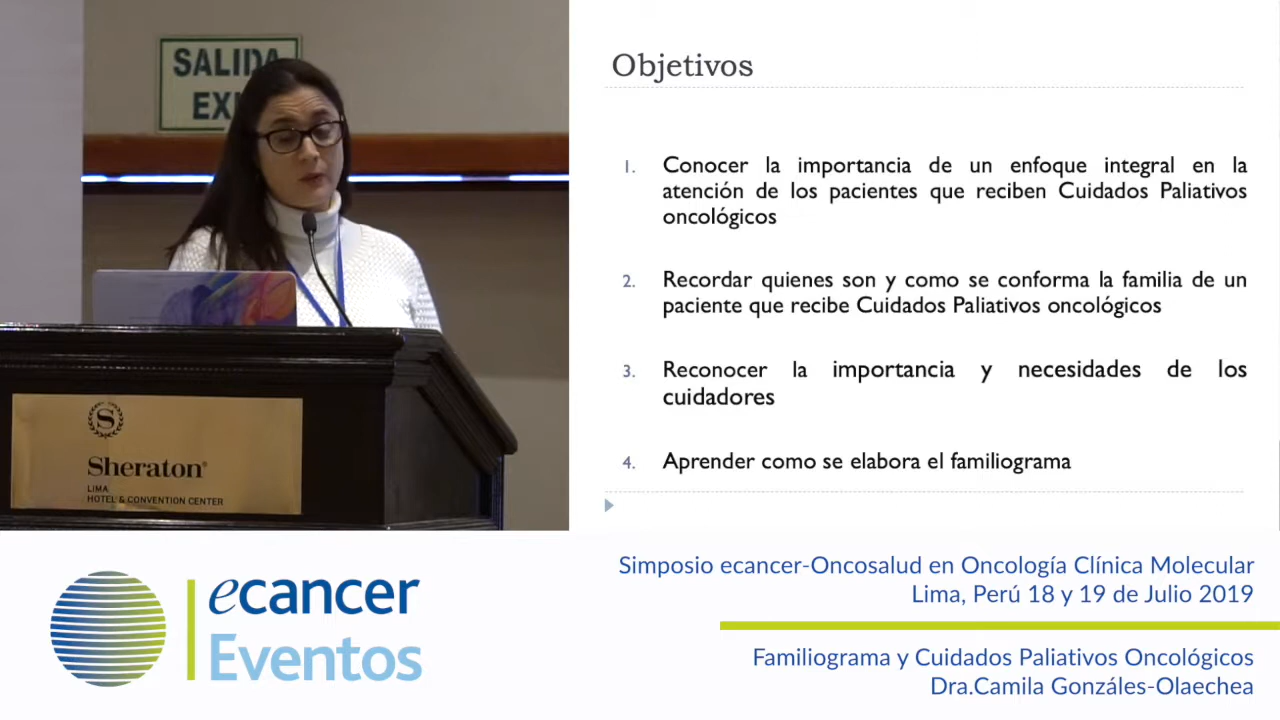 SALIDA
EXI
Sheraton
LIMA
HOTEL & CONVENTION CENTER
Objetivos
1. Conocer la importancia de un enfoque integral en la
atención de los pacientes que reciben Cuidados Paliativos
oncológicos
2. Recordar quienes son y como se conforma la familia de un
paciente que recibe Cuidados Paliativos oncológicos
3. Reconocer la importancia y necesidades de los
cuidadores
4. Aprender como se elabora el familiograma
ecancer
Eventos
Simposio ecancer-Oncosalud en Oncología Clínica Molecular
Lima, Perú 18 y 19 de Julio 2019
Familiograma y Cuidados Paliativos Oncológicos
Dra.Camila Gonzáles-Olaechea